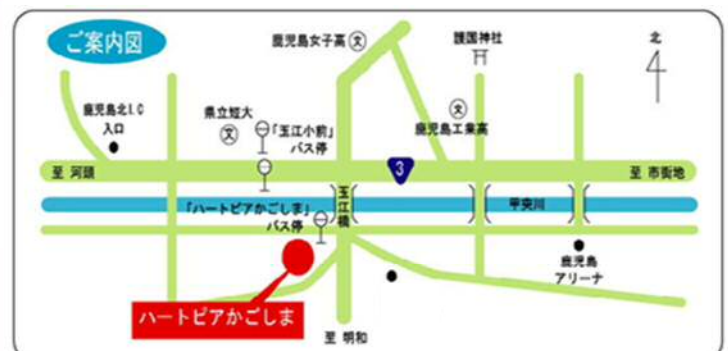 ご案内図
鹿児島女子高
文
護国神社
北
鹿児島北I.C
入口
県立短大
文
「玉江小前」
バス停
文
鹿児島工業高
至 河頭
3
至 市街地
「ハートピアかごしま」
バス停
玉江橋
甲突川
鹿児島
アリーナ
ハートピアかごしま
至 明和